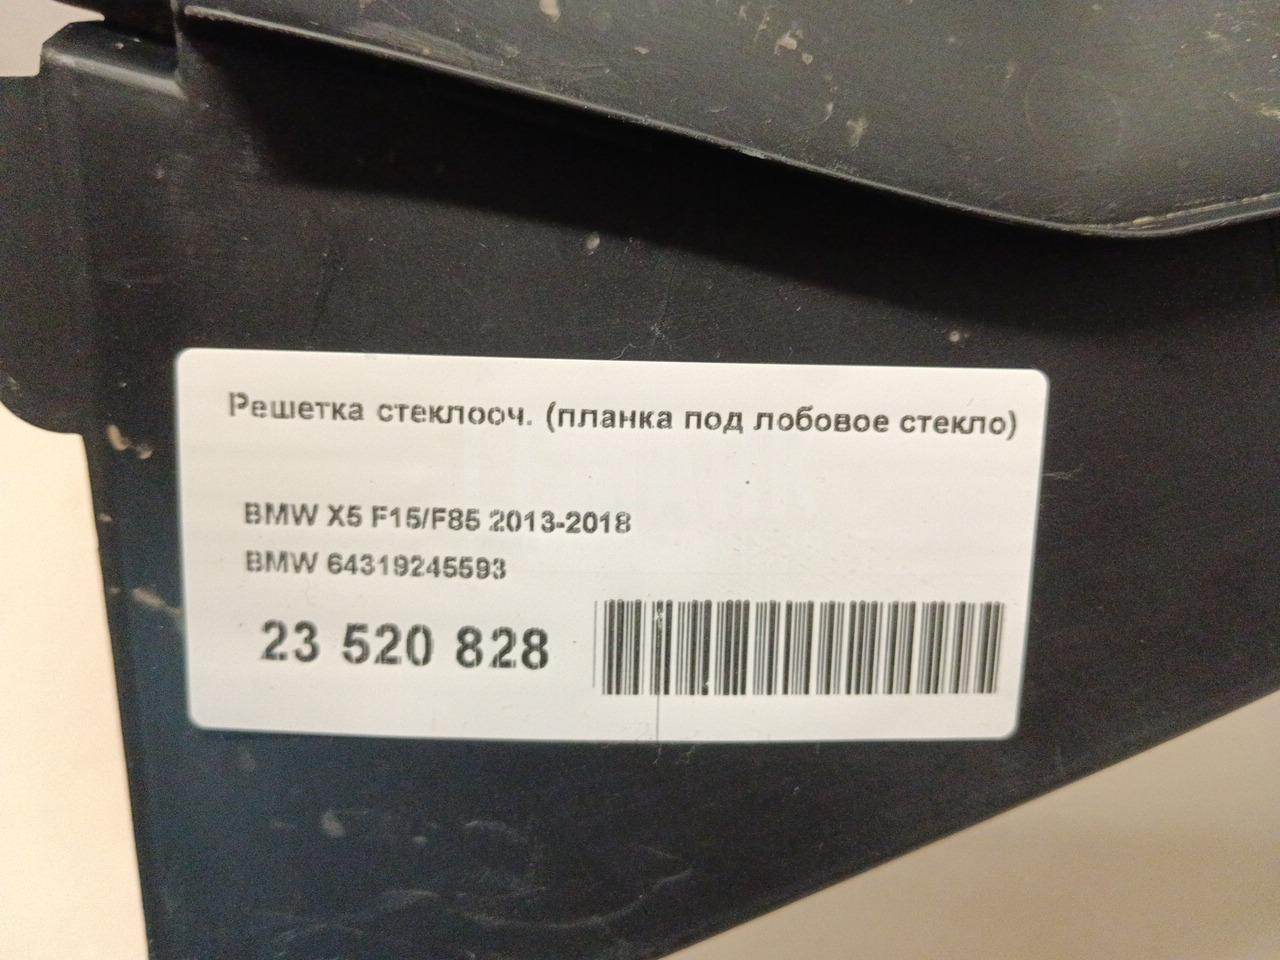 Решетка стеклооч. (планка под лобовое стекло)
BMW X5 F15/F85 2013-2018
BMW 64319245593
23 520 828